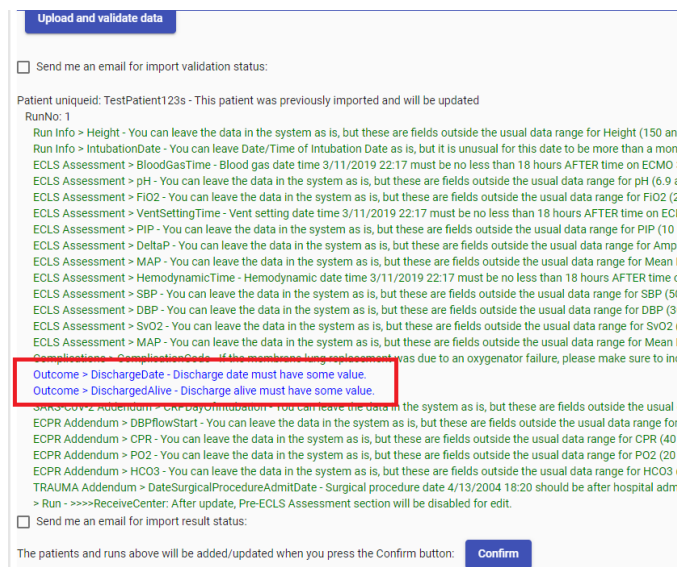 Upload and validate data
Send me an email for import validation status:
Patient uniqueid: TestPatient123s - This patient was previously imported and will be updated
RunNo: 1
Run Info > Height - You can leave the data in the system as is, but these are fields outside the usual data range for Height (150 an
Run Info > IntubationDate - You can leave Date/Time of Intubation Date as is, but it is unusual for this date to be more than a mon
ECLS Assessment > BloodGasTime - Blood gas date time 3/11/2019 22:17 must be no less than 18 hours AFTER time on ECMO
ECLS Assessment > pH - You can leave the data in the system as is, but these are fields outside the usual data range for pH (6.9 a
ECLS Assessment > FiO2 - You can leave the data in the system as is, but these are fields outside the usual data range for FiO2 (2
ECLS Assessment > VentSettingTime - Vent setting date time 3/11/2019 22:17 must be no less than 18 hours AFTER time on EC
ECLS Assessment > PIP - You can leave the data in the system as is, but these are fields outside the usual data range for PIP (10
ECLS Assessment > DeltaP - You can leave the data in the system as is, but these are fields outside the usual data range for Amp
ECLS Assessment > MAP - You can leave the data in the system as is, but these are fields outside the usual data range for Mean
ECLS Assessment > HemodynamicTime - Hemodynamic date time 3/11/2019 22:17 must be no less than 18 hours AFTER time
ECLS Assessment > SBP - You can leave the data in the system as is, but these are fields outside the usual data range for SBP (50
ECLS Assessment > DBP - You can leave the data in the system as is, but these are fields outside the usual data range for DBP (3
ECLS Assessment > SvO2 - You can leave the data in the system as is, but these are fields outside the usual data range for SvO2
ECLS Assessment > MAP - You can leave the data in the system as is, but these are fields outside the usual data range for Mean
Complications > ComplicationCode - If the membrane lung replacement was due to an oxygenator failure, please make sure to in
Outcome > DischargeDate - Discharge date must have some value.
Outcome > DischargedAlive - Discharge alive must have some value.
SARS-CoV-2 Addendum > CRPDayOfIntubation - You can leave the data in the system as is, but these are fields outside the usual
ECPR Addendum > DBPflowStart - You can leave the data in the system as is, but these are fields outside the usual data range for
ECPR Addendum > CPR - You can leave the data in the system as is, but these are fields outside the usual data range for CPR (40
ECPR Addendum > PO2 - You can leave the data in the system as is, but these are fields outside the usual data range for PO2 (20
ECPR Addendum > HCO3 - You can leave the data in the system as is, but these are fields outside the usual data range for HCO3
TRAUMA Addendum > DateSurgicalProcedureAdmitDate - Surgical procedure date 4/13/2004 18:20 should be after hospital adm
> Run - >>>>ReceiveCenter: After update, Pre-ECLS Assessment section will be disabled for edit.
Send me an email for import result status:
The patients and runs above will be added/updated when you press the Confirm button: Confirm